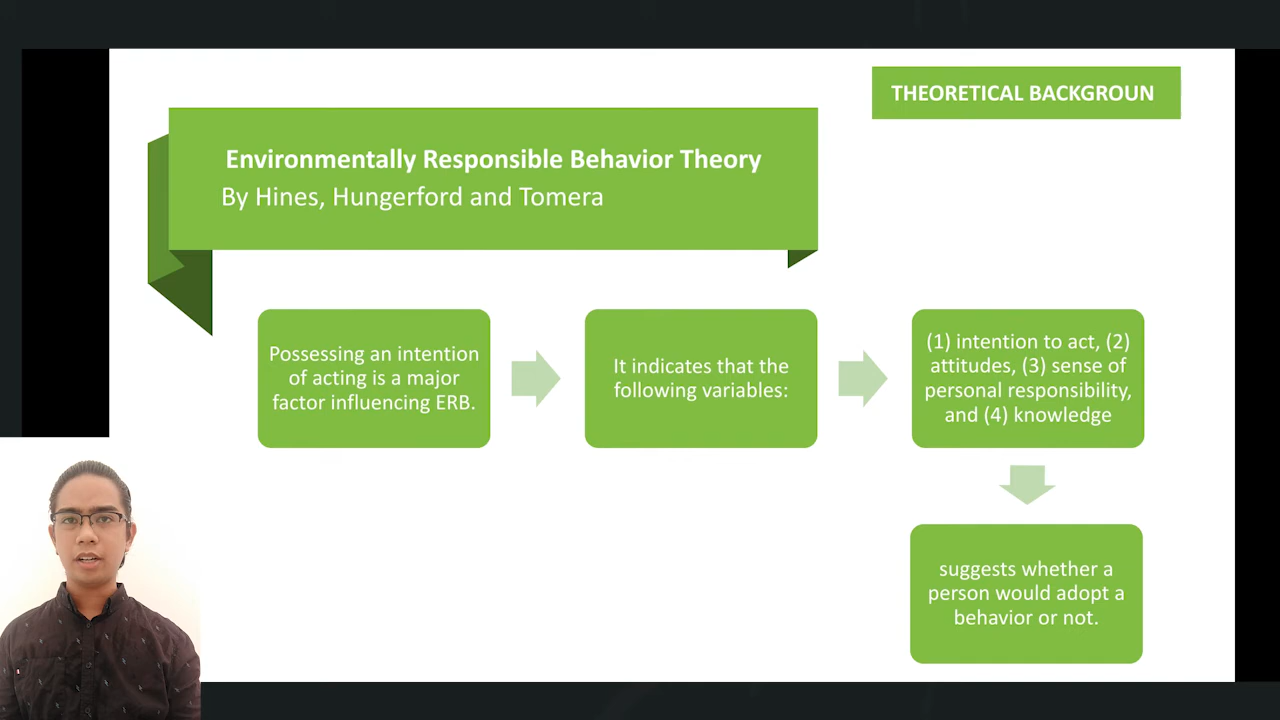 THEORETICAL BACKGROUN
Environmentally Responsible Behavior Theory
By Hines, Hungerford and Tomera
Possessing an intention
of acting is a major
factor influencing ERB.
It indicates that the
following variables:
(1) intention to act, (2)
attitudes, (3) sense of
personal responsibility,
and (4) knowledge
suggests whether a
person would adopt a
behavior or not.